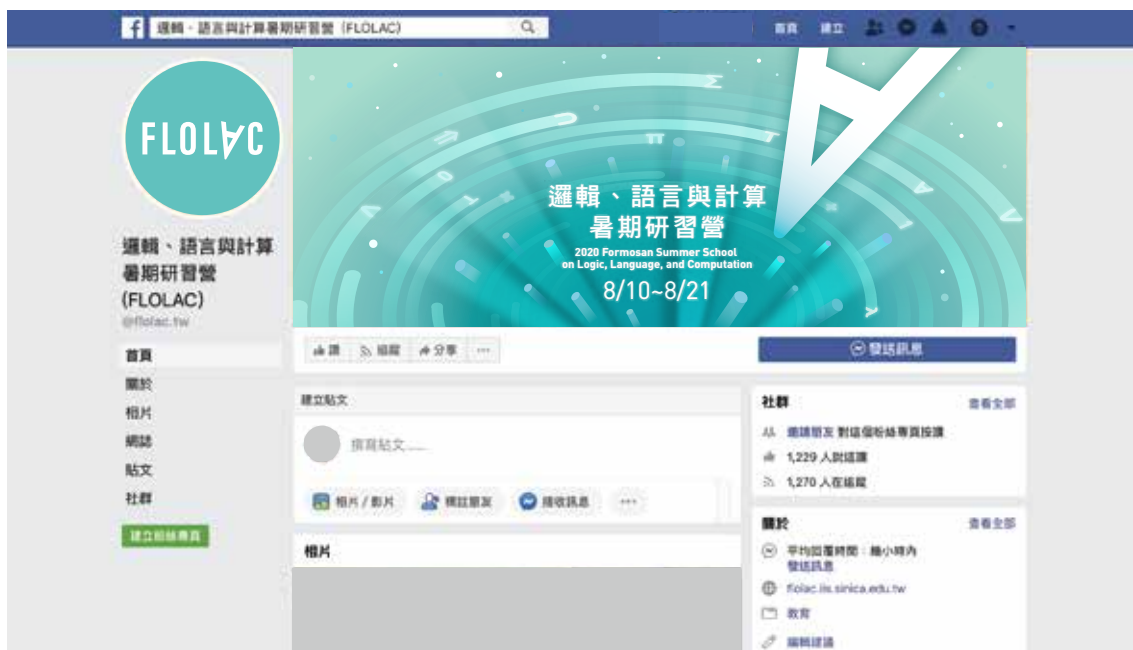 邏輯、語言與計算暑期研習營 (FLOLAC)
首頁 建立
FLOLAC
邏輯、語言與計算
暑期研習營
2020 Formosan Summer School
on Logic, Language, and Computation
8/10~8/21
邏輯、語言與計算
暑期研習營
(FLOLAC)
@flolac.tw
讚 追蹤 分享 ...
發送訊息
首頁
關於
相片
網誌
貼文
社群
建立粉絲專頁
建立貼文
撰寫貼文......
相片 / 影片 標註朋友 接收訊息 ...
相片
社群 查看全部
邀請朋友 對這個粉絲專頁按讚
1,229 人說這讚
1,270 人在追蹤
關於 查看全部
平均回覆時間：幾小時內
發送訊息
flolac.iis.sinica.edu.tw
教育
編輯建議